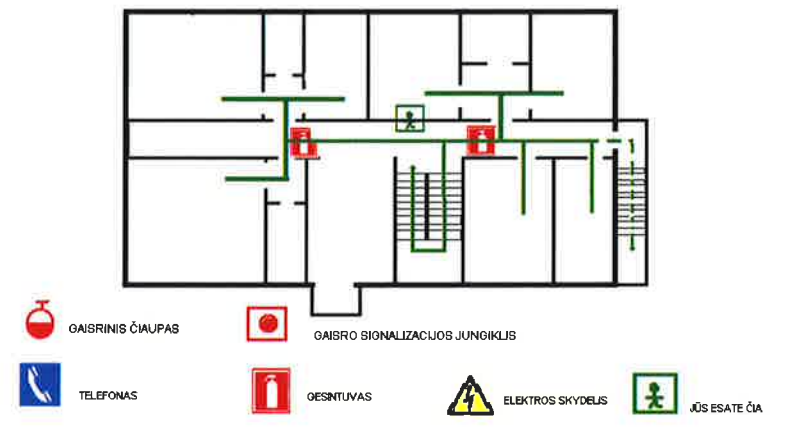 GAISRINIS ČIAUPAS
GAISRO SIGNALIZACIJOS JUNGIKLIS
TELEFONAS
GESINTUVAS
ELEKTROS SKYDELIS
JŪS ESATE ČIA